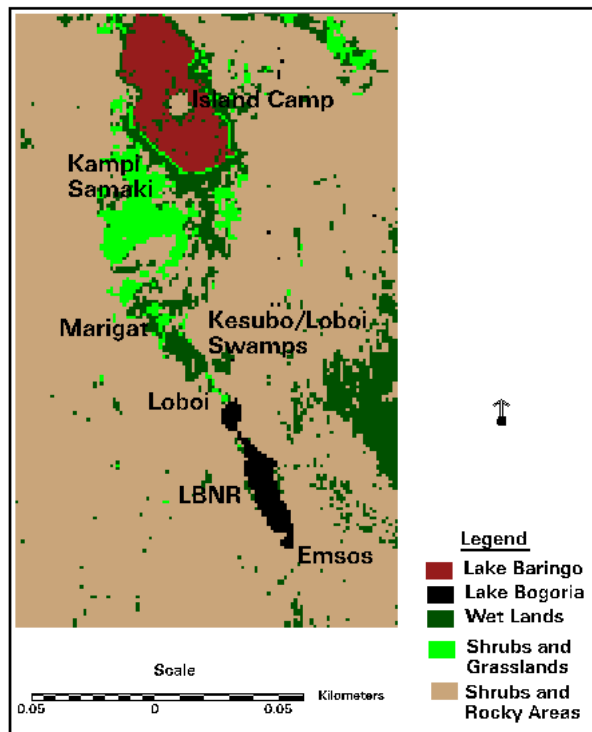 Island Camp
Kampi
Samaki
Marigat
Kesubo/Loboi
Swamps
Loboi
LBNR
Emsos
Legend
Lake Baringo
Lake Bogoria
Wet Lands
Shrubs and
Grasslands
Shrubs and
Rocky Areas
Scale
Kilometers
0.05 0 0.05